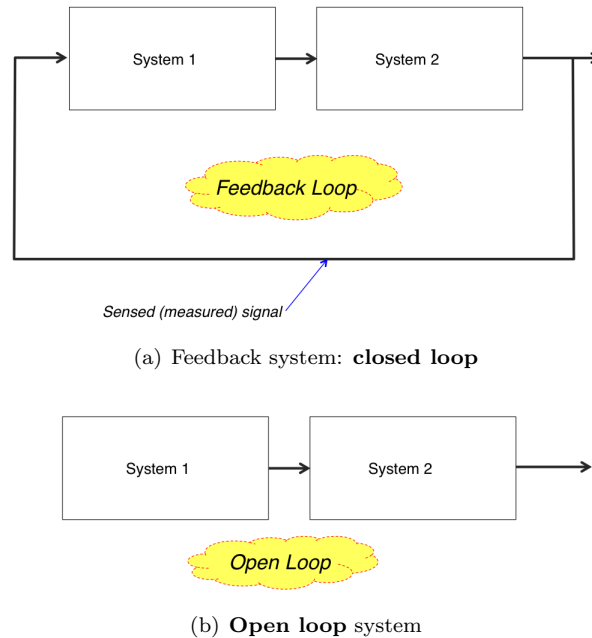 System 1
System 2
Feedback Loop
Sensed (measured) signal
(a) Feedback system: closed loop
System 1
System 2
Open Loop
(b) Open loop system